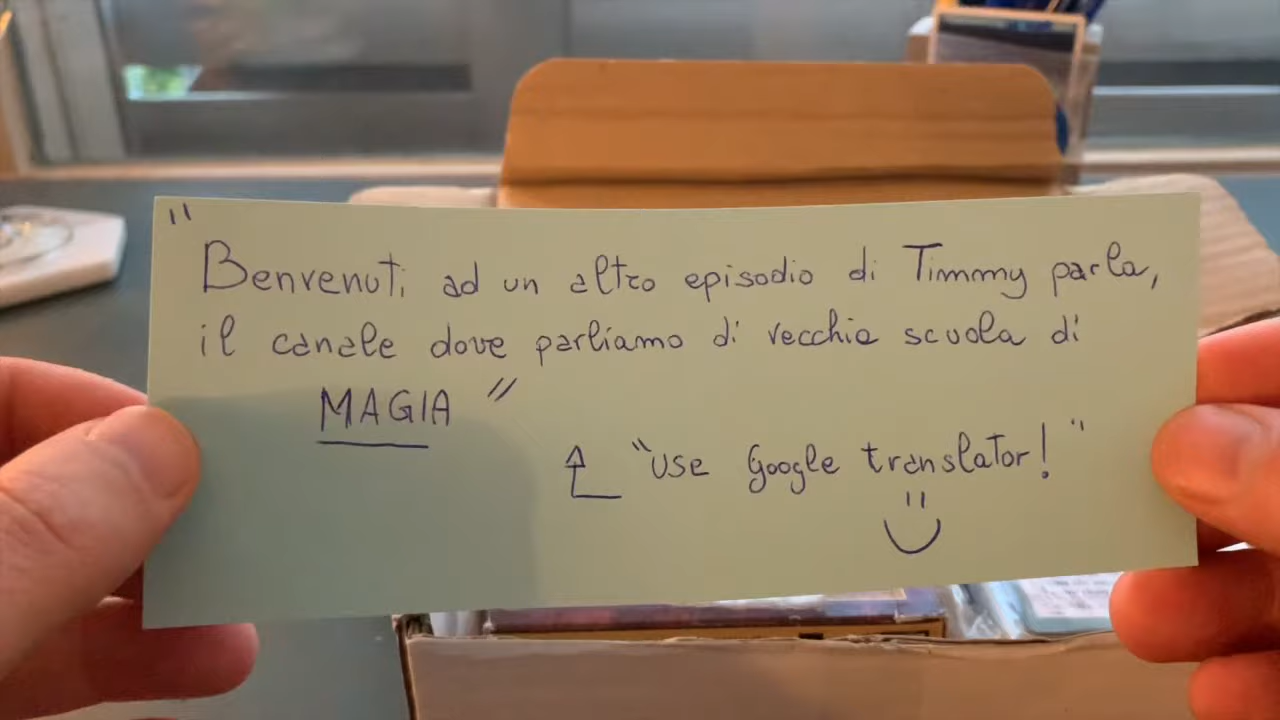 "Benvenuti ad un altro episodio di Timmy parla,
il canale dove parliamo di vecchia scuola di
MAGIA"
"use Google translator!"